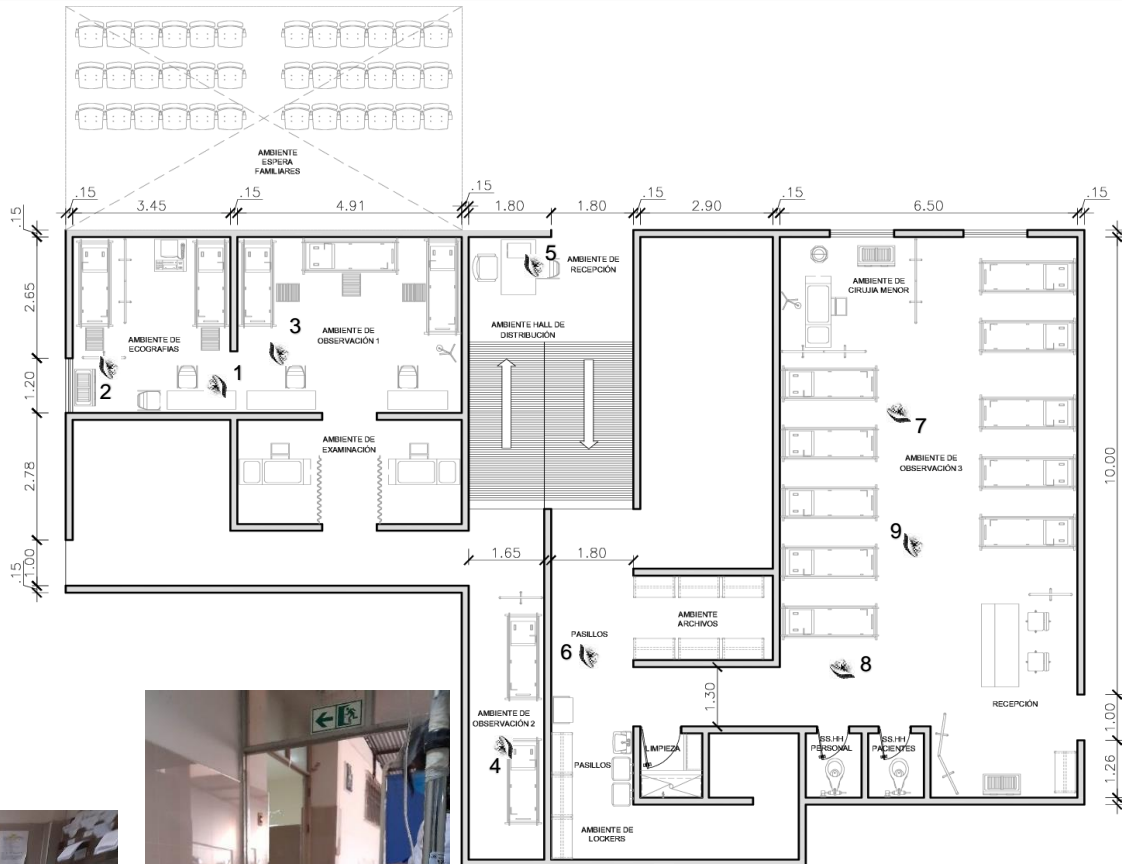 AMBIENTE
ESPERA
FAMILIARES
.15
3.45
.15
4.91
.15
1.80
1.80
.15
2.90
.15
6.50
.15
.15
2.65
1.20
2.78
1.00
.15
AMBIENTE DE
ECOGRAFIAS
2
1
3
AMBIENTE DE
OBSERVACIÓN 1
AMBIENTE DE
EXAMINACIÓN
5
AMBIENTE DE
RECEPCIÓN
AMBIENTE HALL DE
DISTRIBUCIÓN
AMBIENTE DE
CIRUJIA MENOR
7
AMBIENTE DE
OBSERVACIÓN 3
9
10.00
1.65
1.80
AMBIENTE
ARCHIVOS
PASILLOS
6
8
1.30
RECEPCIÓN
1.00
1.26
AMBIENTE DE
OBSERVACIÓN 2
4
PASILLOS
LIMPIEZA
SS.HH
PERSONAL
SS.HH
PACIENTES
AMBIENTE DE
LOCKERS